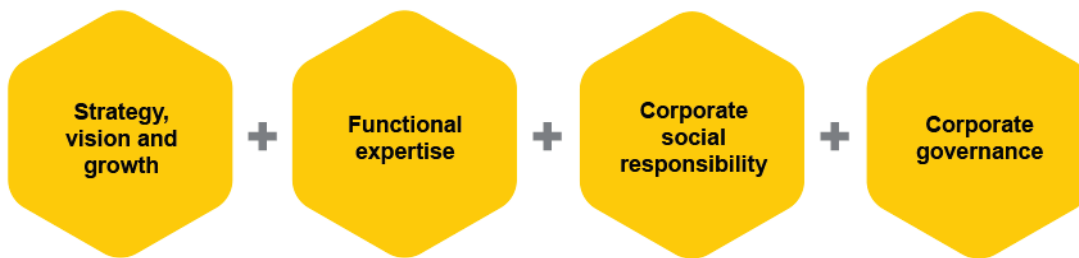 Strategy,
vision and
growth
+
Functional
expertise
+
Corporate
social
responsibility
+
Corporate
governance